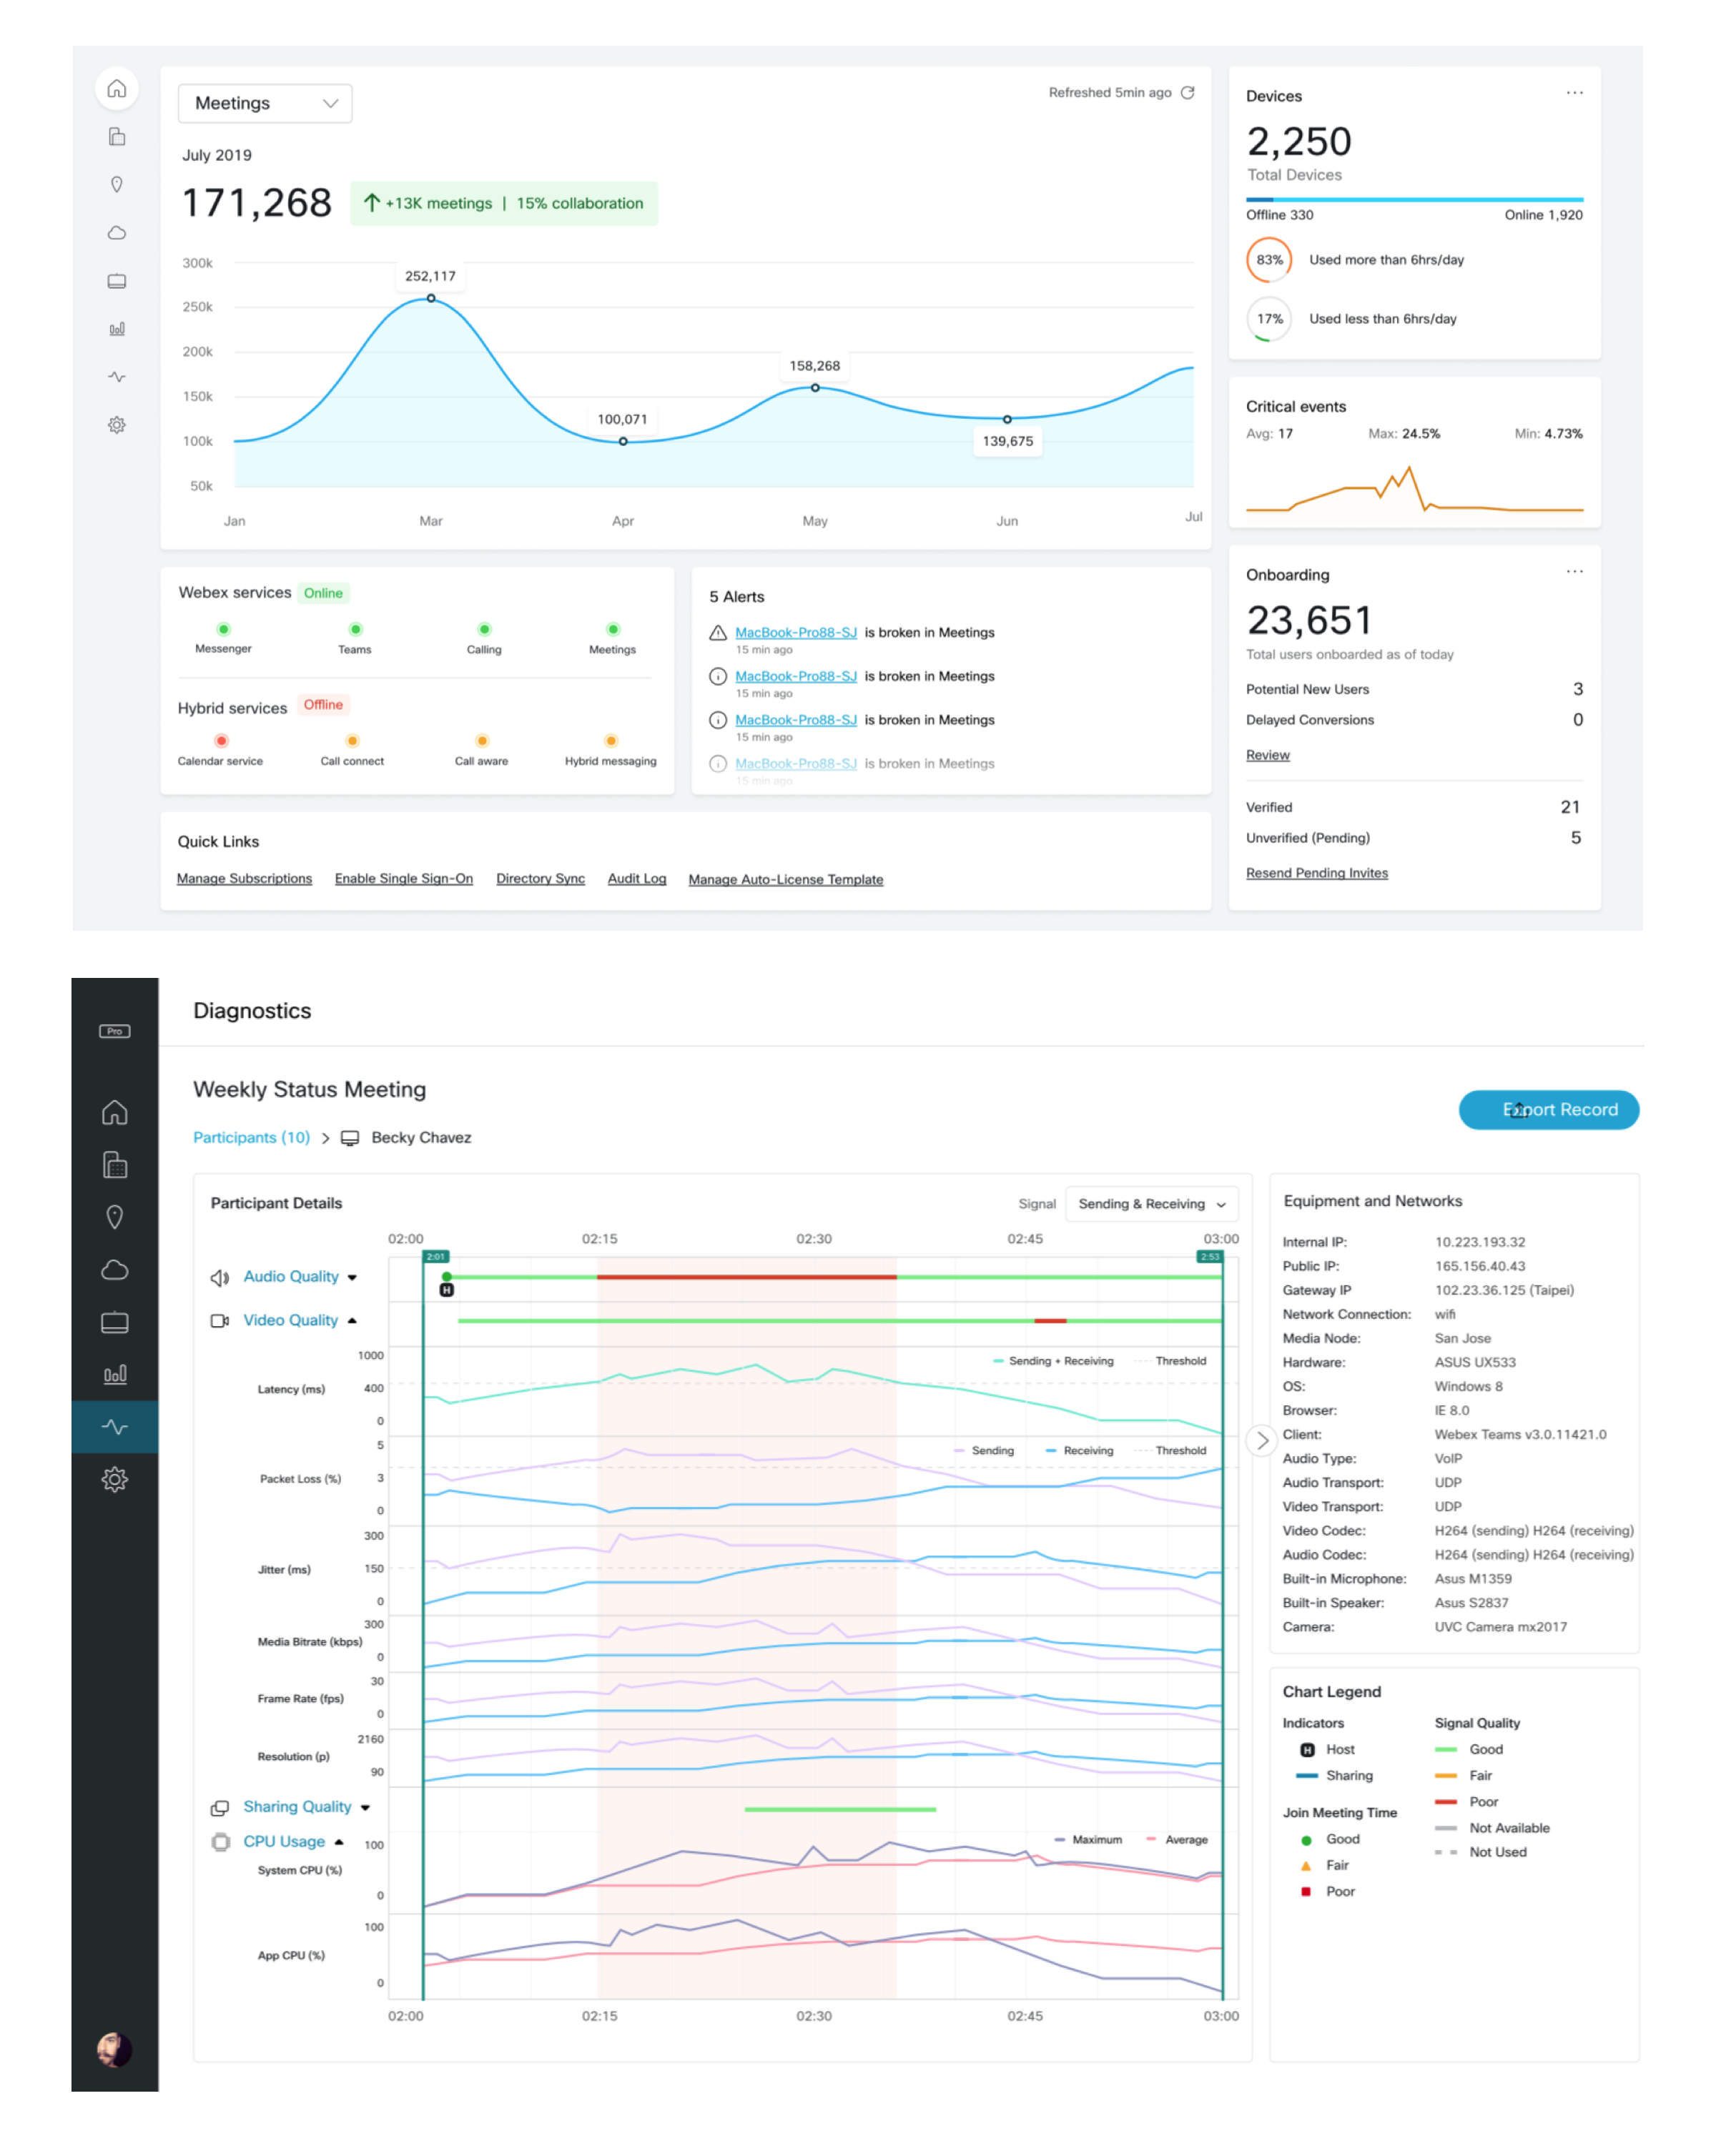 Meetings
Refreshed 5min ago
July 2019
171,268
+13K meetings | 15% collaboration
300k
250k
200k
150k
100k
50k
252,117
100,071
158,268
139,675
Jan
Mar
Apr
May
Jun
Jul
Devices
2,250
Total Devices
Offline 330
Online 1,920
83%
Used more than 6hrs/day
17%
Used less than 6hrs/day
Critical events
Avg: 17
Max: 24.5%
Min: 4.73%
Webex services Online
Messenger
Teams
Calling
Meetings
Hybrid services Offline
Calendar service
Call connect
Call aware
Hybrid messaging
5 Alerts
MacBook-Pro88-SJ is broken in Meetings
15 min ago
MacBook-Pro88-SJ is broken in Meetings
15 min ago
MacBook-Pro88-SJ is broken in Meetings
15 min ago
MacBook-Pro88-SJ is broken in Meetings
15 min ago
Onboarding
23,651
Total users onboarded as of today
Potential New Users 3
Delayed Conversions 0
Review
Verified 21
Unverified (Pending) 5
Resend Pending Invites
Quick Links
Manage Subscriptions
Enable Single Sign-On
Directory Sync
Audit Log
Manage Auto-License Template
Pro
Diagnostics
Weekly Status Meeting
Participants (10) > Becky Chavez
Export Record
Participant Details
Signal
Sending & Receiving
02:00 02:15 02:30 02:45 03:00
2:01
2:53
Audio Quality
H
Video Quality
Latency (ms)
1000
400
0
Sending + Receiving
Threshold
Packet Loss (%)
5
3
0
Sending
Receiving
Threshold
Jitter (ms)
300
150
0
Media Bitrate (kbps)
300
0
Frame Rate (fps)
30
0
Resolution (p)
2160
90
Sharing Quality
CPU Usage
System CPU (%)
100
0
Maximum
Average
App CPU (%)
100
0
02:00 02:15 02:30 02:45 03:00
Equipment and Networks
Internal IP: 10.223.193.32
Public IP: 165.156.40.43
Gateway IP 102.23.36.125 (Taipei)
Network Connection: wifi
Media Node: San Jose
Hardware: ASUS UX533
OS: Windows 8
Browser: IE 8.0
Client: Webex Teams v3.0.11421.0
Audio Type: VoIP
Audio Transport: UDP
Video Transport: UDP
Video Codec: H264 (sending) H264 (receiving)
Audio Codec: H264 (sending) H264 (receiving)
Built-in Microphone: Asus M1359
Built-in Speaker: Asus S2837
Camera: UVC Camera mx2017
Chart Legend
Indicators
H Host
Sharing
Join Meeting Time
Good
Fair
Poor
Signal Quality
Good
Fair
Poor
Not Available
Not Used